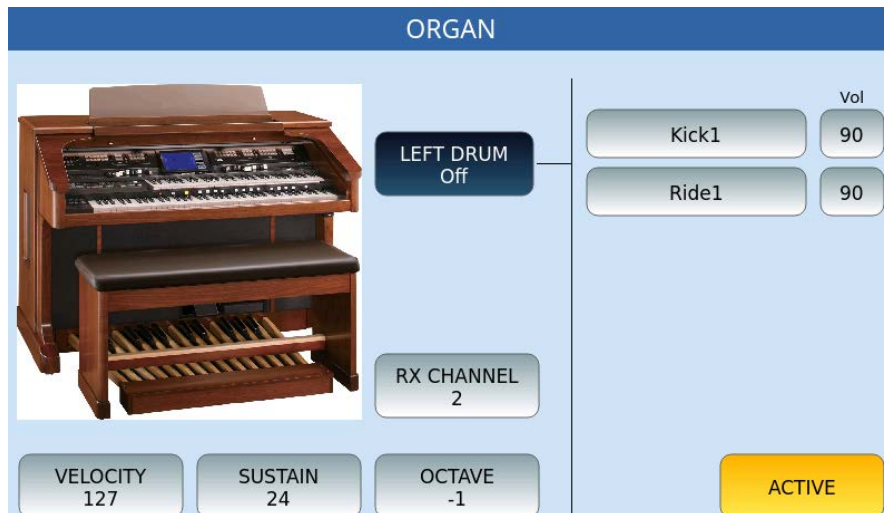 ORGAN
LEFT DRUM
Off
Vol
Kick1
90
Ride1
90
RX CHANNEL
2
VELOCITY
127
SUSTAIN
24
OCTAVE
-1
ACTIVE